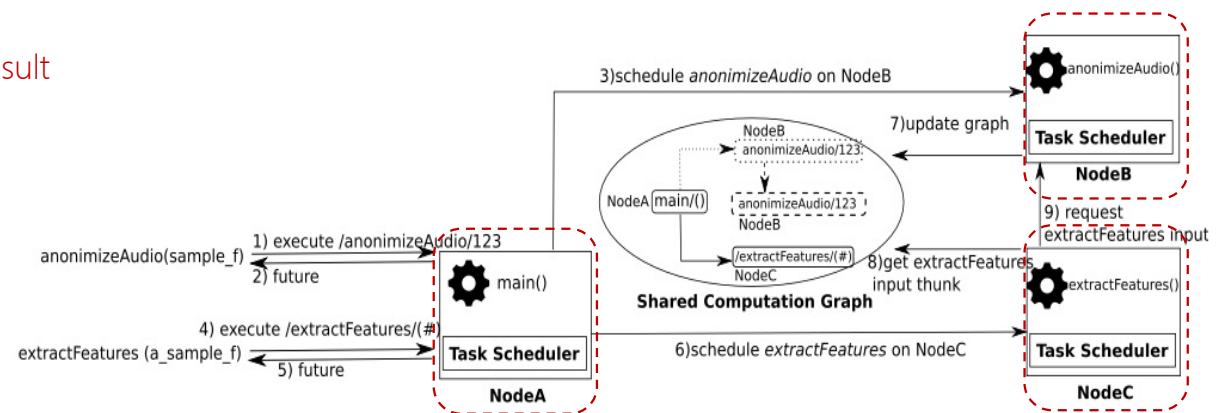 sult
3)schedule anonimizeAudio on NodeB
anonimizeAudio()
Task Scheduler
NodeB
7)update graph
NodeB
anonimizeAudio/123
NodeA main/()
anonimizeAudio/123
NodeB
/extractFeatures/(#)
NodeC
Shared Computation Graph
9) request
extractFeatures input
8)get extractFeatures
input thunk
1) execute /anonimizeAudio/123
anonimizeAudio(sample_f)
2) future
main()
4) execute /extractFeatures/(#)
extractFeatures (a_sample_f)
5) future
Task Scheduler
NodeA
6)schedule extractFeatures on NodeC
extractFeatures()
Task Scheduler
NodeC